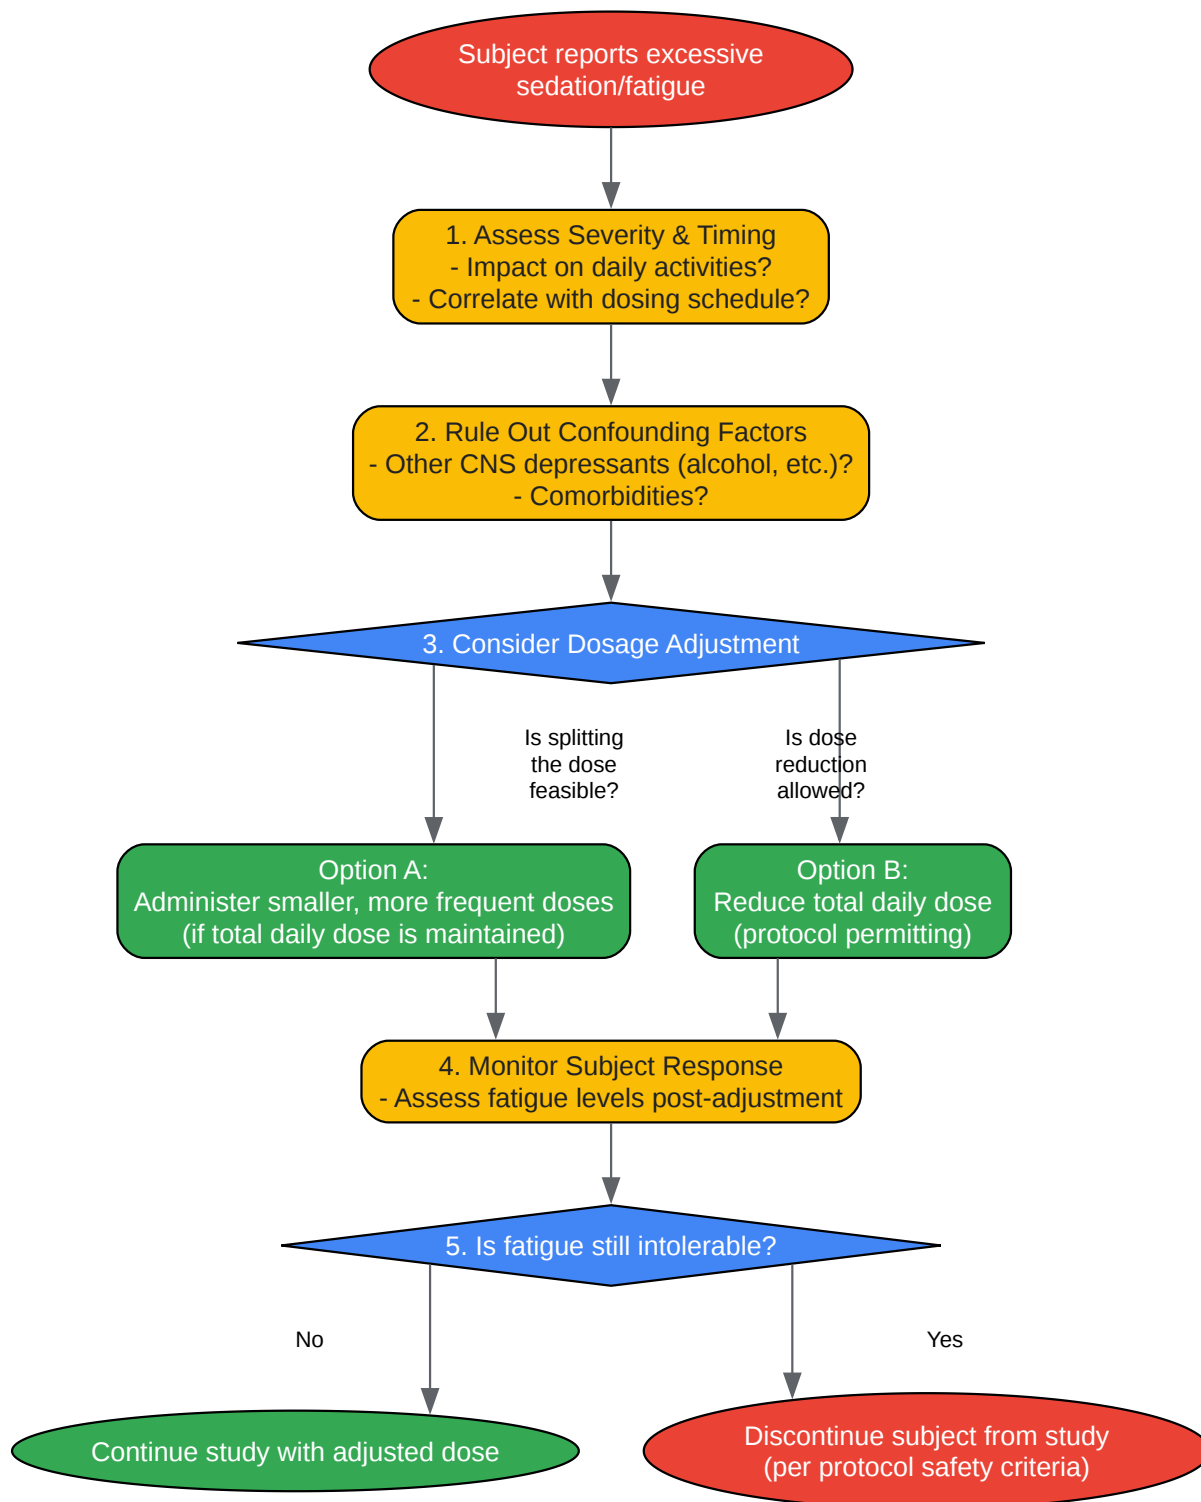 Subject reports excessive
sedation/fatigue
1. Assess Severity & Timing
- Impact on daily activities?
- Correlate with dosing schedule?
2. Rule Out Confounding Factors
- Other CNS depressants (alcohol, etc.)?
- Comorbidities?
3. Consider Dosage Adjustment
Is splitting
the dose
feasible?
Is dose
reduction
allowed?
Option A:
Administer smaller, more frequent doses
(if total daily dose is maintained)
Option B:
Reduce total daily dose
(protocol permitting)
4. Monitor Subject Response
- Assess fatigue levels post-adjustment
5. Is fatigue still intolerable?
No
Yes
Continue study with adjusted dose
Discontinue subject from study
(per protocol safety criteria)